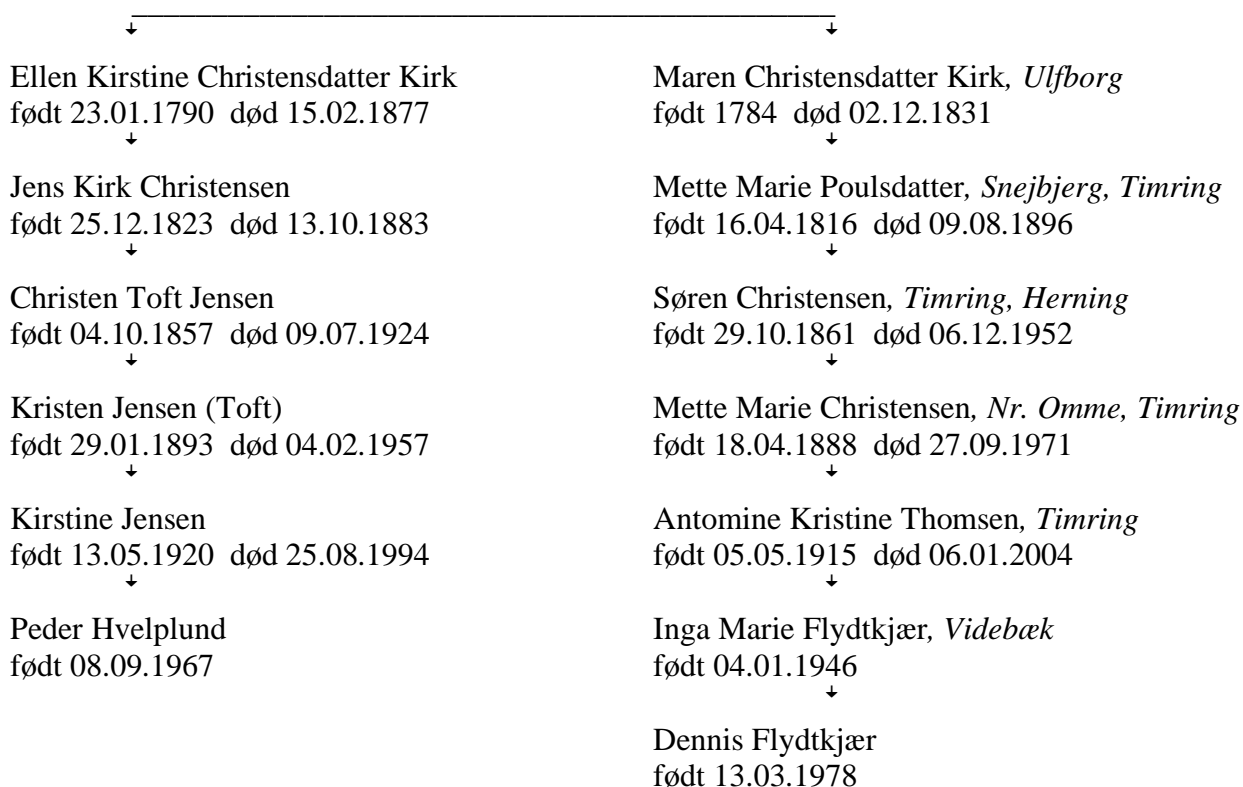 Ellen Kirstine Christensdatter Kirk
født 23.01.1790 død 15.02.1877
Jens Kirk Christensen
født 25.12.1823 død 13.10.1883
Christen Toft Jensen
født 04.10.1857 død 09.07.1924
Kristen Jensen (Toft)
født 29.01.1893 død 04.02.1957
Kirstine Jensen
født 13.05.1920 død 25.08.1994
Peder Hvelplund
født 08.09.1967
Maren Christensdatter Kirk, Ulfborg
født 1784 død 02.12.1831
Mette Marie Poulsdatter, Snejbjerg, Timring
født 16.04.1816 død 09.08.1896
Søren Christensen, Timring, Herning
født 29.10.1861 død 06.12.1952
Mette Marie Christensen, Nr. Omme, Timring
født 18.04.1888 død 27.09.1971
Antomine Kristine Thomsen, Timring
født 05.05.1915 død 06.01.2004
Inga Marie Flydtkjær, Videbæk
født 04.01.1946
Dennis Flydtkjær
født 13.03.1978